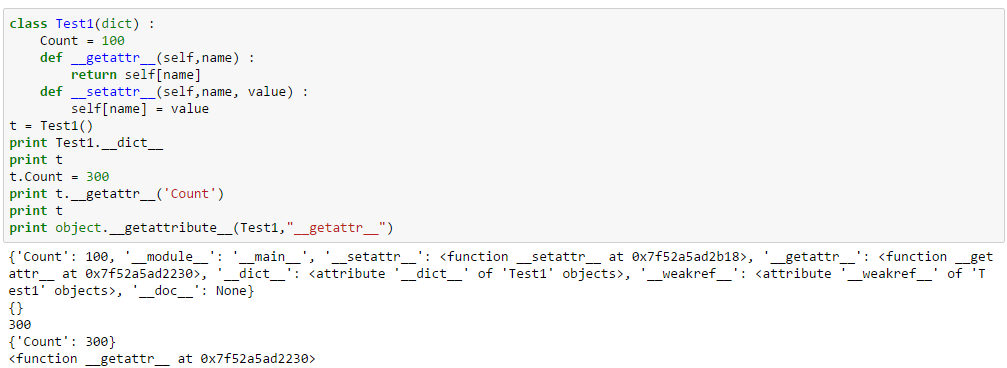 class Test1(dict) :
    Count = 100
    def __getattr__(self,name) :
        return self[name]
    def __setattr__(self,name, value) :
        self[name] = value
t = Test1()
print Test1.__dict__
print t
t.Count = 300
print t.__getattr__('Count')
print t
print object.__getattribute__(Test1,"__getattr__")
{'Count': 100, '__module__': '__main__', '__setattr__': <function __setattr__ at 0x7f52a5ad2b18>, '__getattr__': <function __get
attr__ at 0x7f52a5ad2230>, '__dict__': <attribute '__dict__' of 'Test1' objects>, '__weakref__': <attribute '__weakref__' of 'T
est1' objects>, '__doc__': None}
{}
300
{'Count': 300}
<function __getattr__ at 0x7f52a5ad2230>